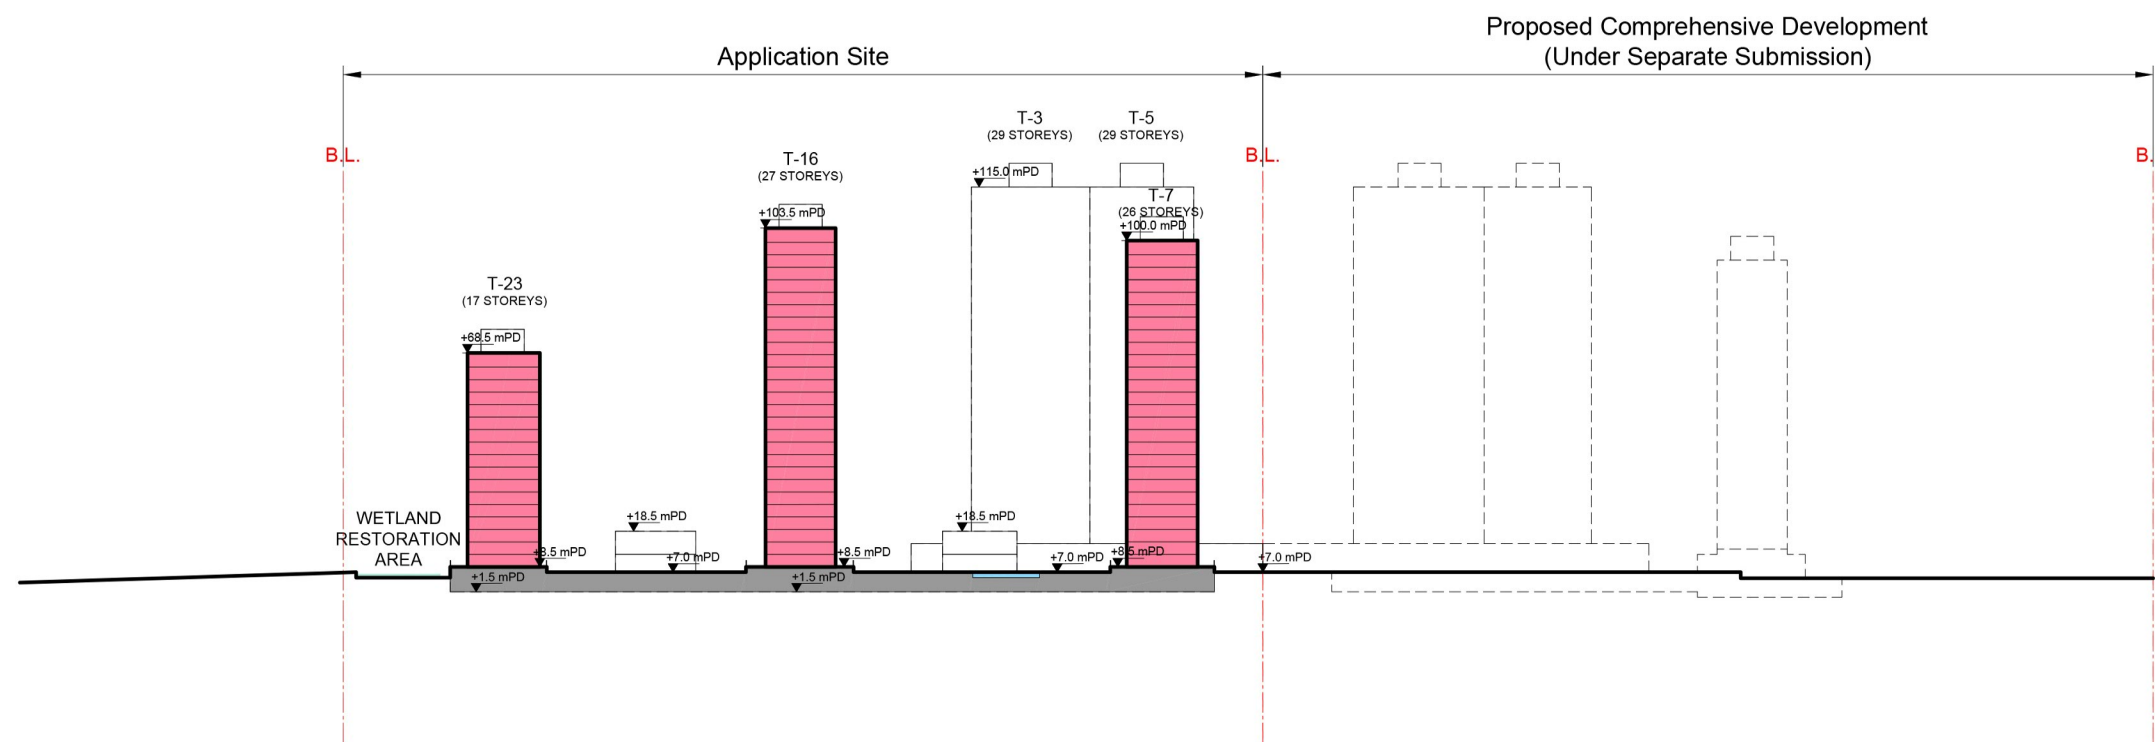 Proposed Comprehensive Development
(Under Separate Submission)
Application Site
T-3
(29 STOREYS)
T-5
(29 STOREYS)
B.L.
T-16
(27 STOREYS)
B.L.
B.
+115.0 mPD
T-7
(26 STOREYS)
+103.5 mPD
+100.0 mPD
T-23
(17 STOREYS)
+68.5 mPD
WETLAND
RESTORATION
AREA
+18.5 mPD
+18.5 mPD
+8.5 mPD
+7.0 mPD
+8.5 mPD
+7.0 mPD
+8.5 mPD
+7.0 mPD
+1.5 mPD
+1.5 mPD